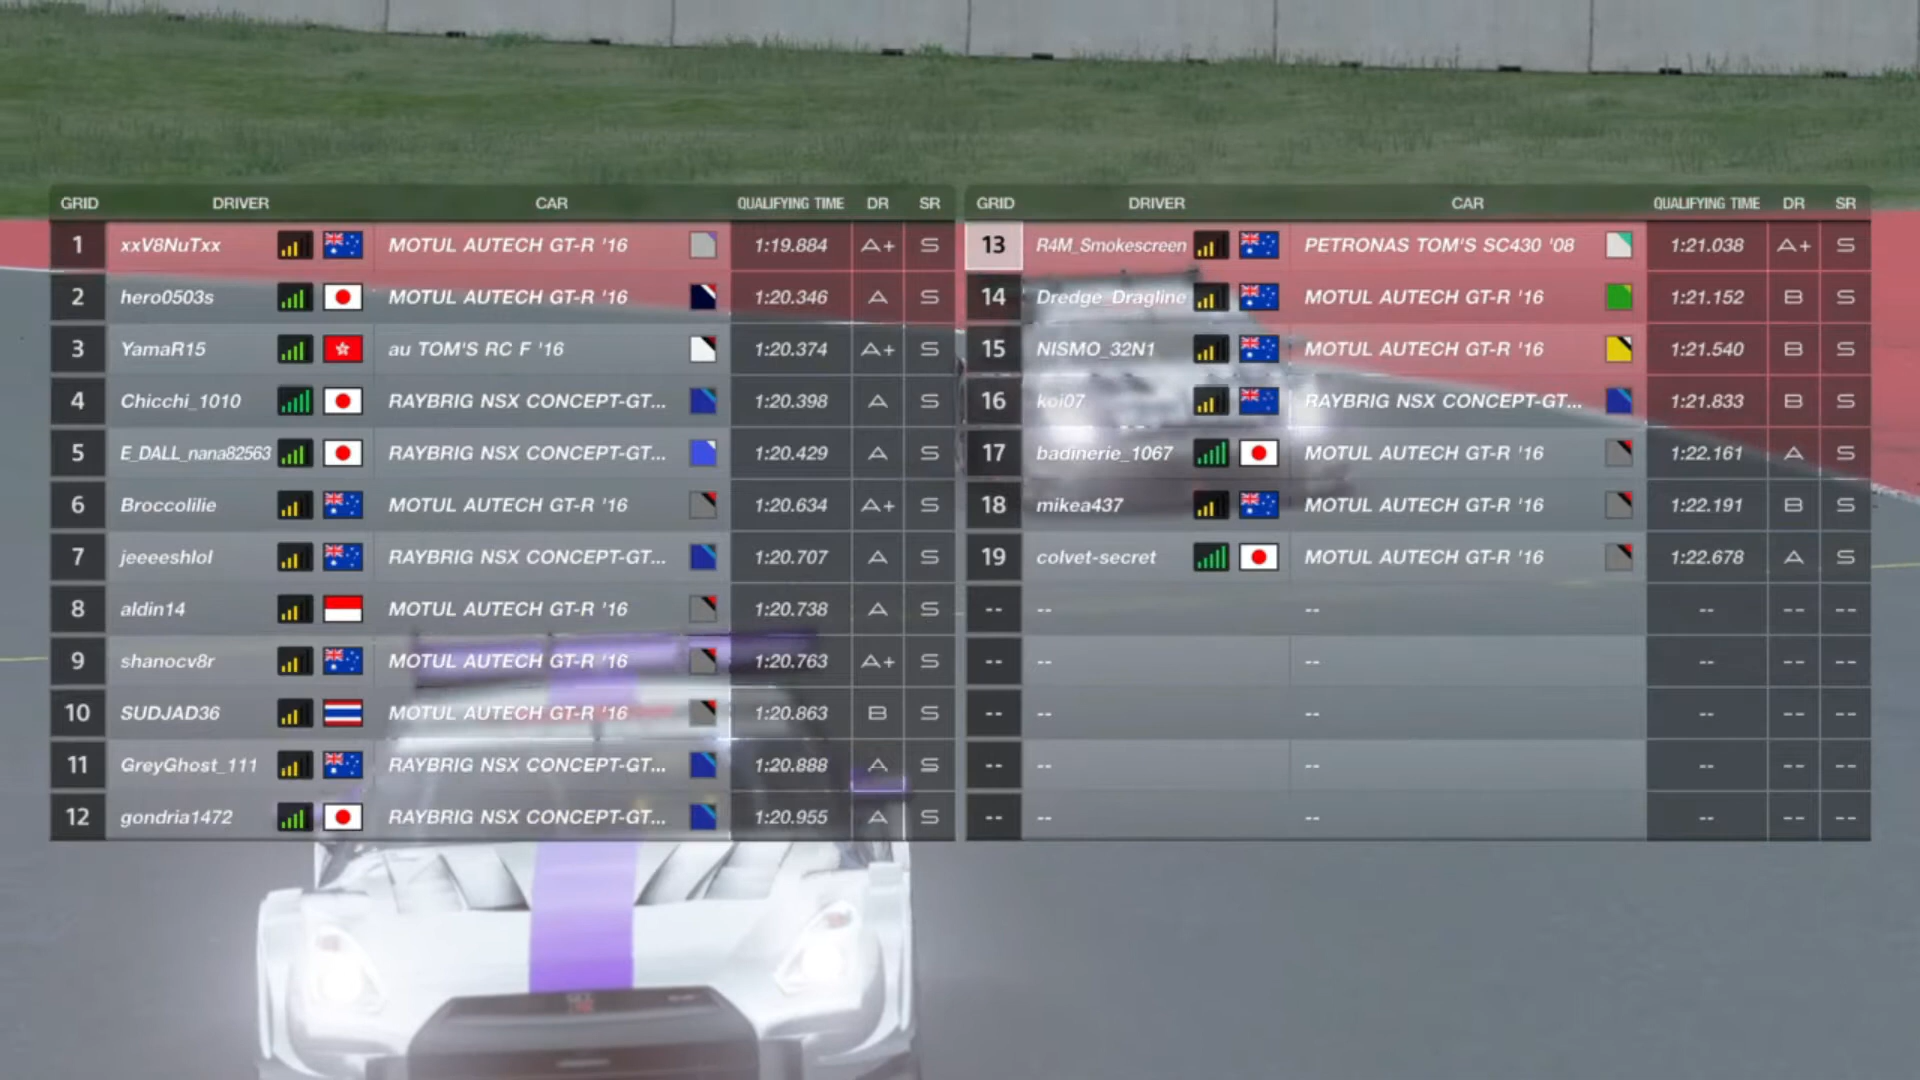 GRID DRIVER CAR QUALIFYING TIME DR SR
1 xxV8NuTxx MOTUL AUTECH GT-R '16 1:19.884 A+ S
2 hero0503s MOTUL AUTECH GT-R '16 1:20.346 A S
3 YamaR15 au TOM'S RC F '16 1:20.374 A+ S
4 Chicchi_1010 RAYBRIG NSX CONCEPT-GT... 1:20.398 A S
5 E_DALL_nana82563 RAYBRIG NSX CONCEPT-GT... 1:20.429 A S
6 Broccolilie MOTUL AUTECH GT-R '16 1:20.634 A+ S
7 jeeeeshlol RAYBRIG NSX CONCEPT-GT... 1:20.707 A S
8 aldin14 MOTUL AUTECH GT-R '16 1:20.738 A S
9 shanocv8r MOTUL AUTECH GT-R '16 1:20.763 A+ S
10 SUDJAD36 MOTUL AUTECH GT-R '16 1:20.863 B S
11 GreyGhost_111 RAYBRIG NSX CONCEPT-GT... 1:20.888 A S
12 gondria1472 RAYBRIG NSX CONCEPT-GT... 1:20.955 A S
GRID DRIVER CAR QUALIFYING TIME DR SR
13 R4M_Smokescreen PETRONAS TOM'S SC430 '08 1:21.038 A+ S
14 Dredge_Dragline MOTUL AUTECH GT-R '16 1:21.152 B S
15 NISMO_32N1 MOTUL AUTECH GT-R '16 1:21.540 B S
16 koi07 RAYBRIG NSX CONCEPT-GT... 1:21.833 B S
17 badinerie_1067 MOTUL AUTECH GT-R '16 1:22.161 A S
18 mikea437 MOTUL AUTECH GT-R '16 1:22.191 B S
19 colvet-secret MOTUL AUTECH GT-R '16 1:22.678 A S
-- -- -- -- -- --
-- -- -- -- -- --
-- -- -- -- -- --
-- -- -- -- -- --
-- -- -- -- -- --